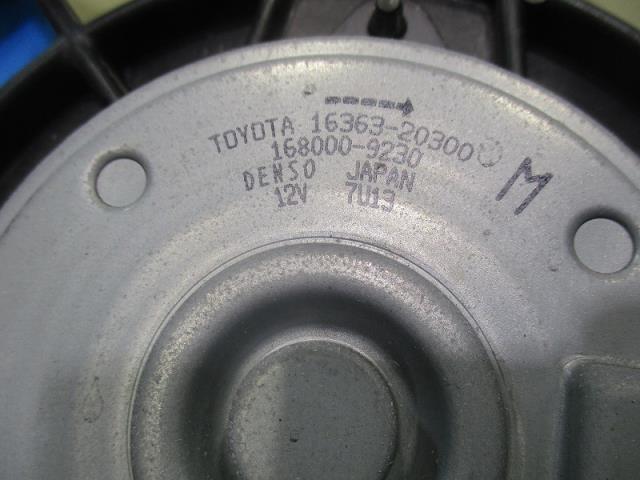 TOYOTA 16363-20300
168000-9230
DENSO JAPAN
12V 7U13
M